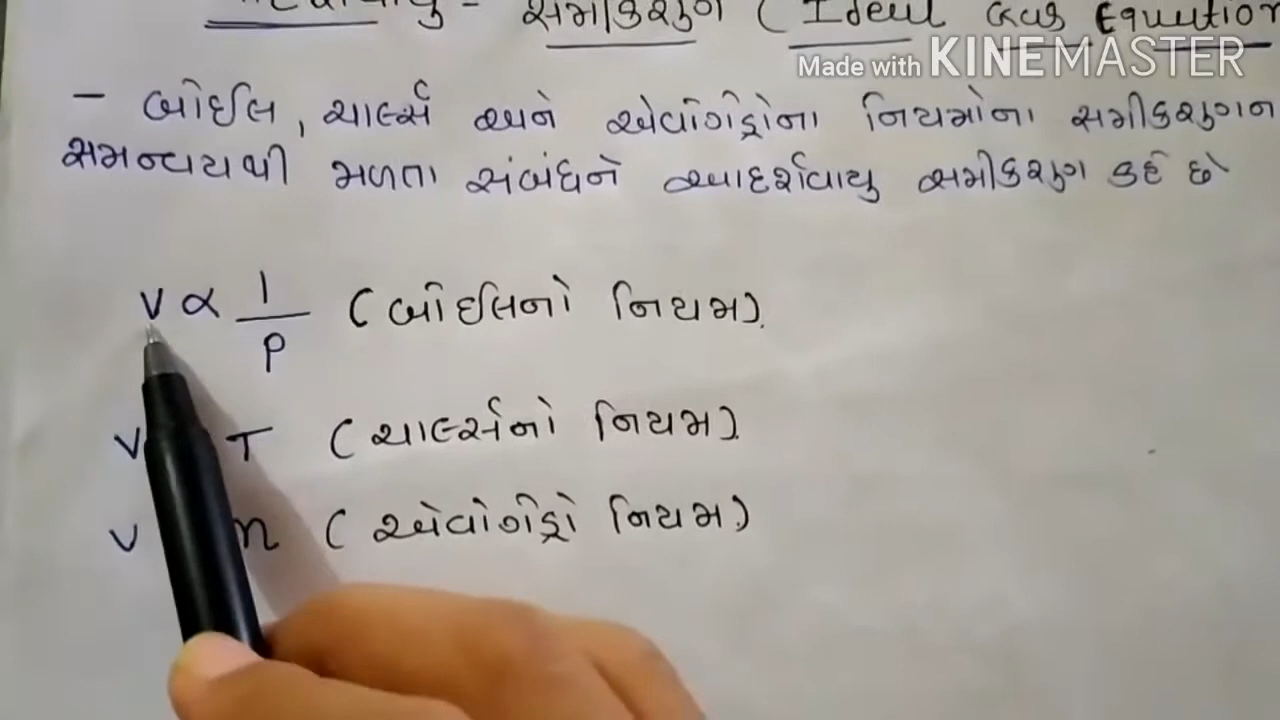 સમીકરણ ( Ideal Gas Equation
Made with KINEMASTER
- બોઈલ, ચાર્લ્સ અને એવોગેડ્રોના નિયમોના સમીકરણન
સમન્વયથી મળતા સંબંધને આદર્શવાયુ સમીકરણ કહે છે
V ∝ 1/P (બોઈલનો નિયમ)
V T (ચાર્લ્સનો નિયમ)
V n (એવોગેડ્રો નિયમ)